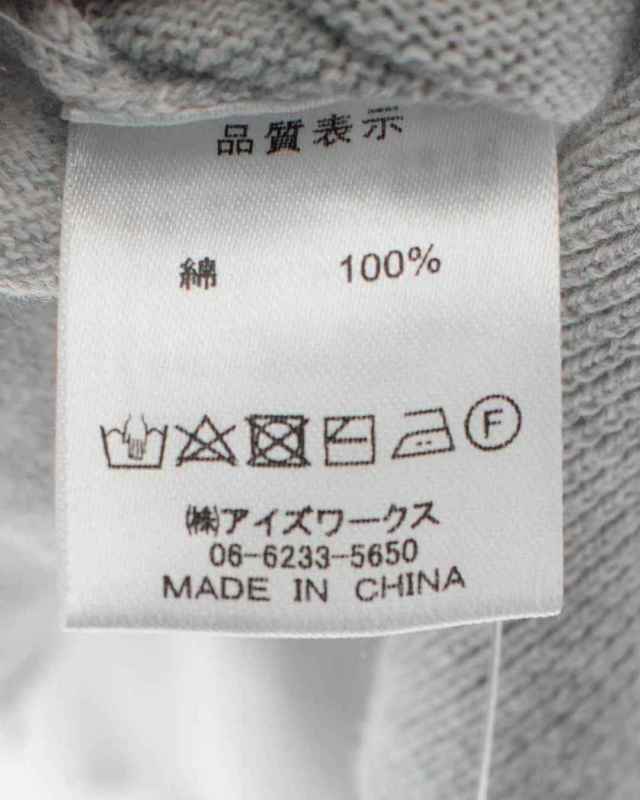 品質表示
綿 100%
F
㈱アイズワークス
06-6233-5650
MADE IN CHINA